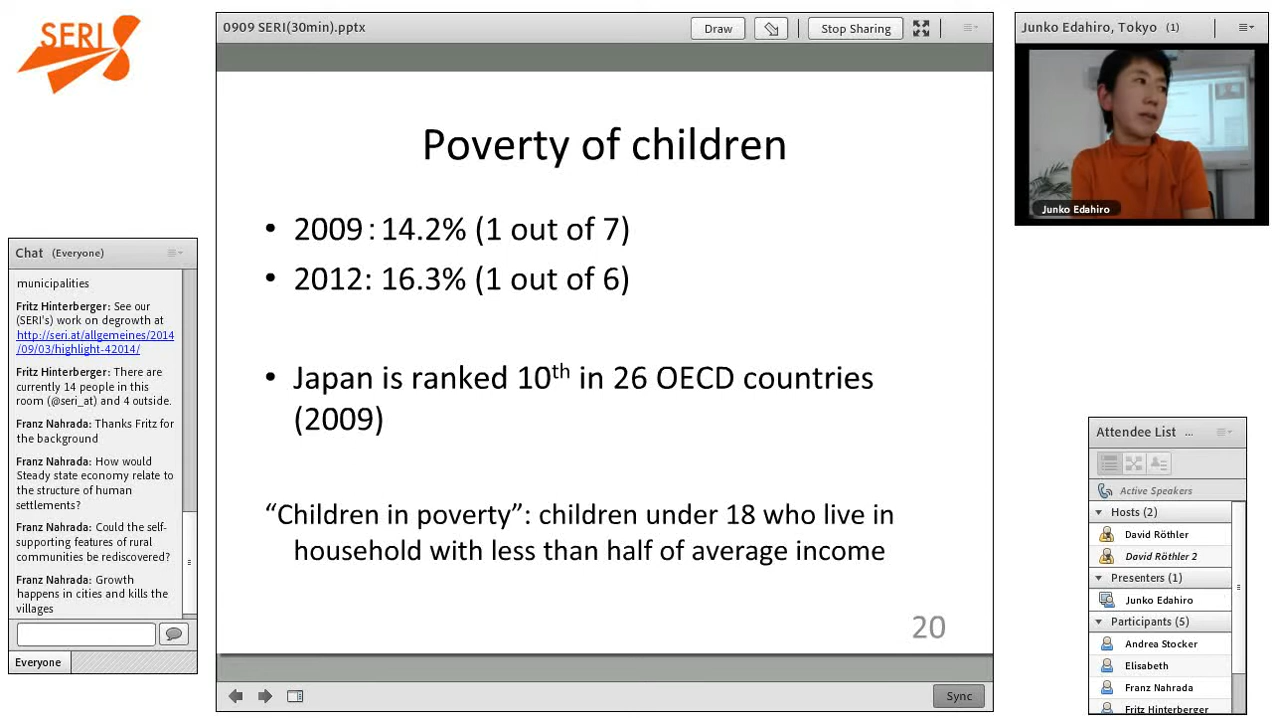 SERI
0909 SERI(30min).pptx
Draw
Stop Sharing
Poverty of children
• 2009：14.2% (1 out of 7)
• 2012: 16.3% (1 out of 6)
• Japan is ranked 10th in 26 OECD countries
(2009)
“Children in poverty”: children under 18 who live in
household with less than half of average income
20
Sync
Junko Edahiro, Tokyo (1)
Junko Edahiro
Chat (Everyone)
municipalities
Fritz Hinterberger: See our
(SERI's) work on degrowth at
http://seri.at/allgemeines/2014
/09/03/highlight-42014/
Fritz Hinterberger: There are
currently 14 people in this
room (@seri_at) and 4 outside.
Franz Nahrada: Thanks Fritz for
the background
Franz Nahrada: How would
Steady state economy relate to
the structure of human
settlements?
Franz Nahrada: Could the self-
supporting features of rural
communities be rediscovered?
Franz Nahrada: Growth
happens in cities and kills the
villages
Everyone
Attendee List ...
Active Speakers
Hosts (2)
David Röthler
David Röthler 2
Presenters (1)
Junko Edahiro
Participants (5)
Andrea Stocker
Elisabeth
Franz Nahrada
Fritz Hinterberger